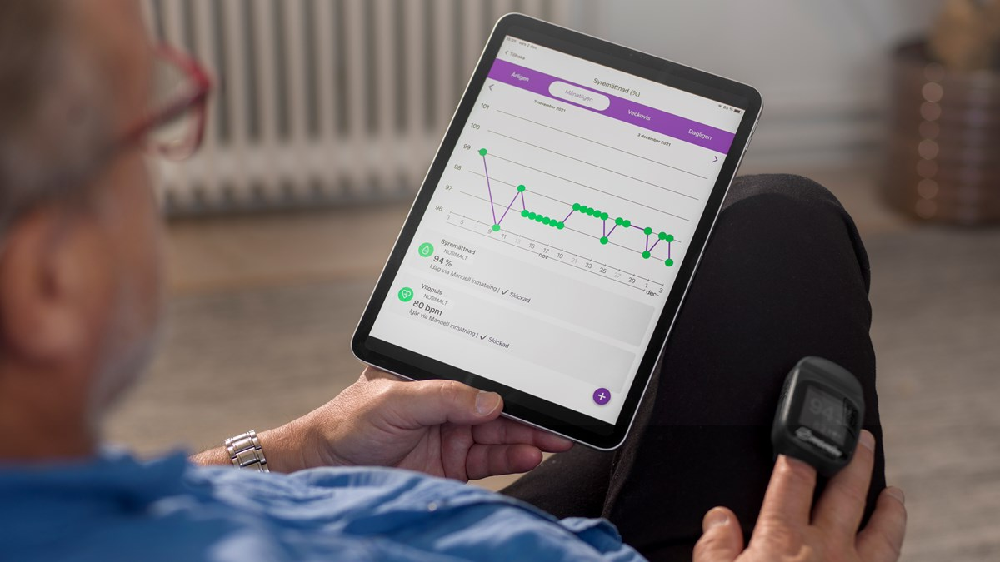 Tillbaka
Syremättnad (%)
Årligen Månatligen Veckovis Dagligen
3 november 2021
3 december 2021
101
100
99
98
97
96
3 5 7 9 11 13 15 17 19 21 23 25 27 29 1 3
nov -dec-
Syremättnad
NORMALT
94 %
Idag via Manuell inmatning | ✓ Skickad
Vilopuls
NORMALT
80 bpm
Igår via Manuell inmatning | ✓ Skickad
+
94